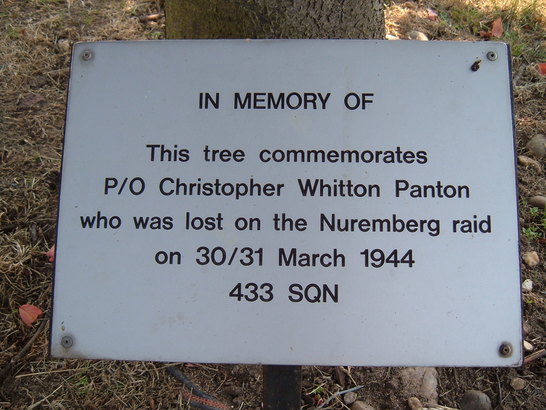 IN MEMORY OF
This tree commemorates
P/O Christopher Whitton Panton
who was lost on the Nuremberg raid
on 30/31 March 1944
433 SQN